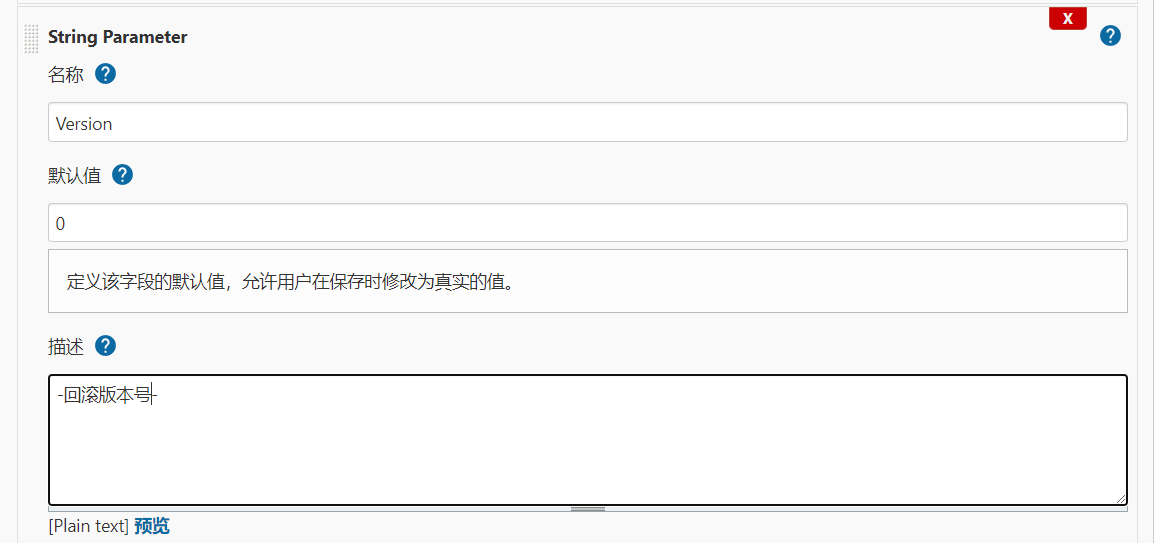 X
String Parameter ?
名称 ?
Version
默认值 ?
0
定义该字段的默认值，允许用户在保存时修改为真实的值。
描述 ?
-回滚版本号-
[Plain text] 预览